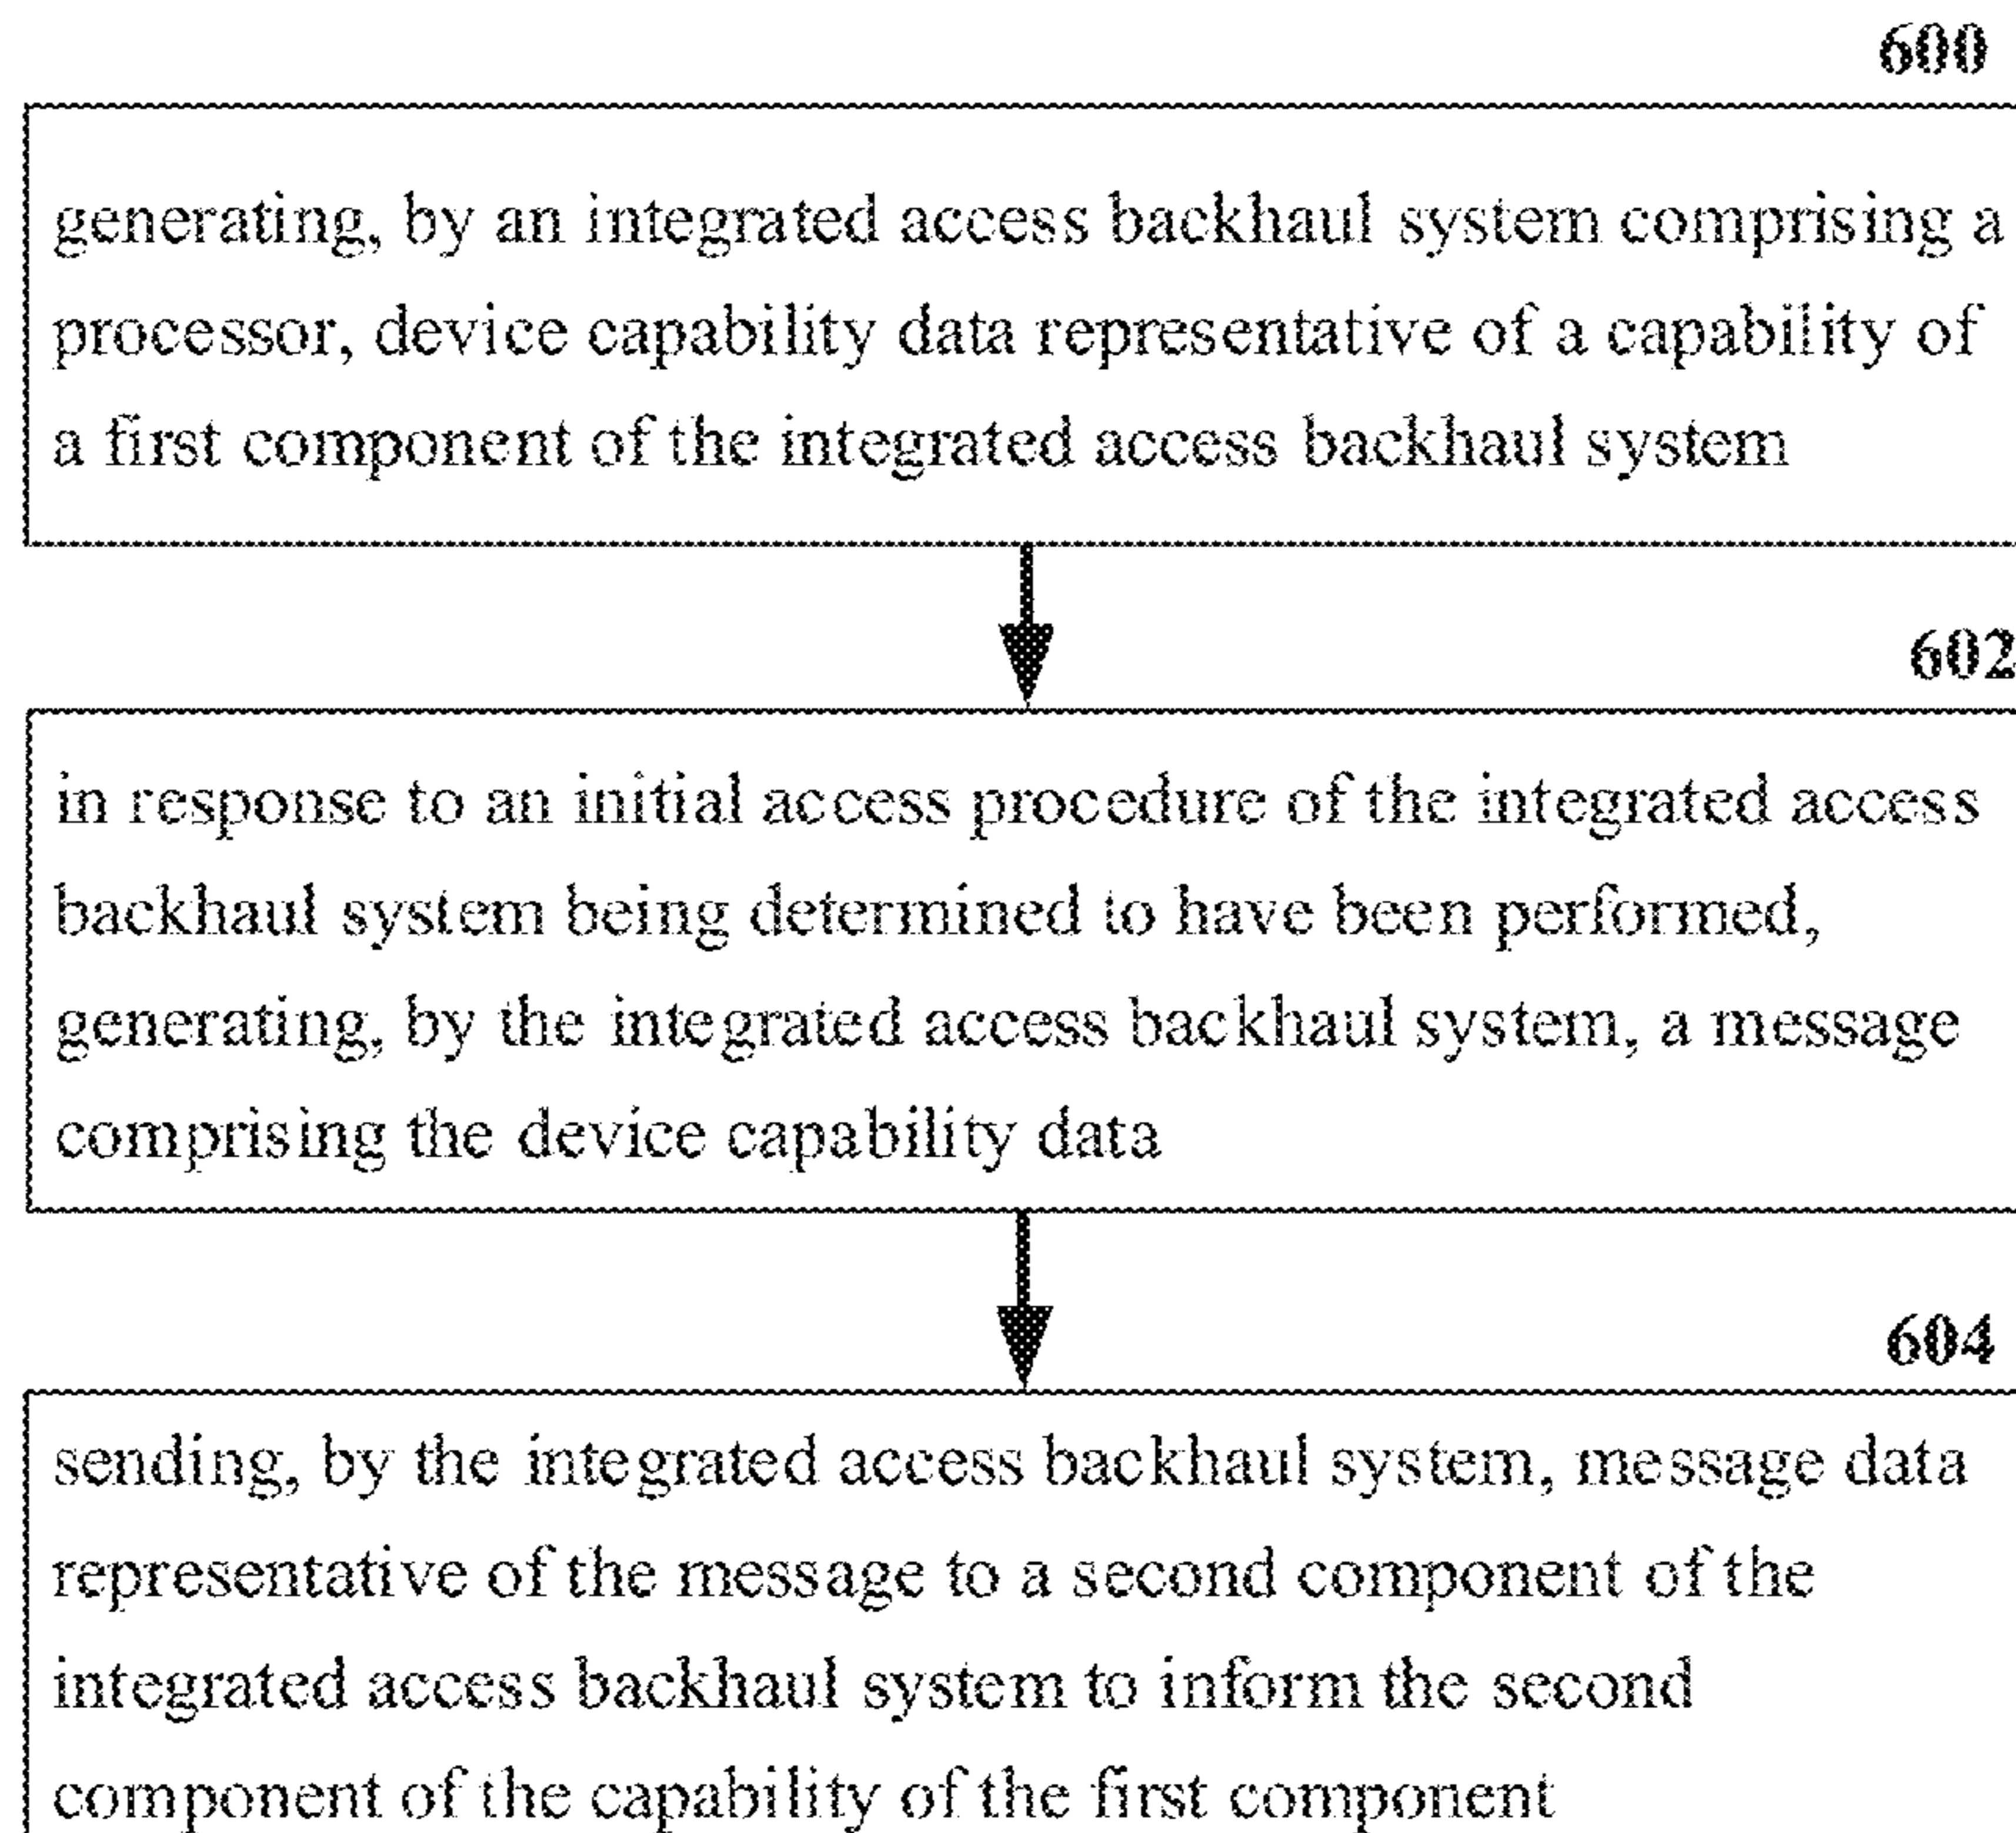 600
generating, by an integrated access backhaul system comprising a
processor, device capability data representative of a capability of
a first component of the integrated access backhaul system
602
in response to an initial access procedure of the integrated access
backhaul system being determined to have been performed,
generating, by the integrated access backhaul system, a message
comprising the device capability data
604
sending, by the integrated access backhaul system, message data
representative of the message to a second component of the
integrated access backhaul system to inform the second
component of the capability of the first component